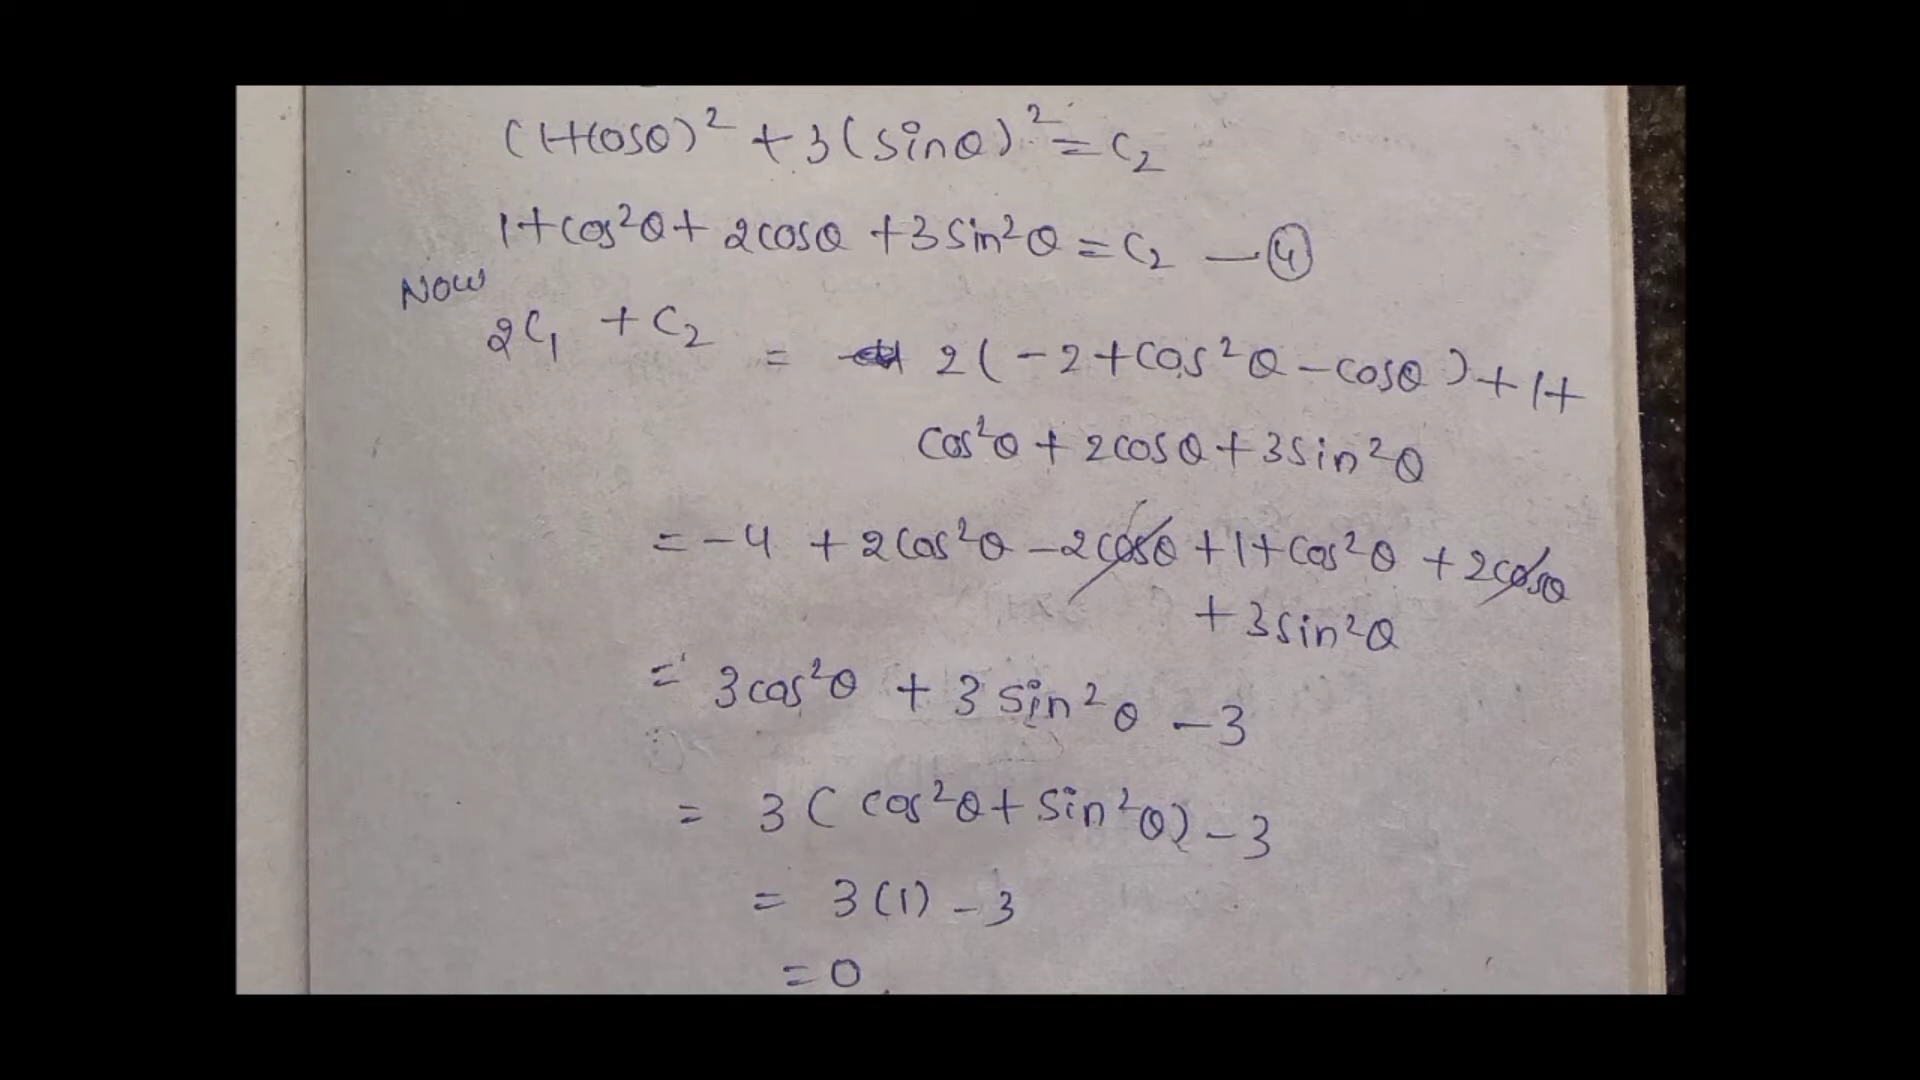 (1+cosθ)² + 3(sinθ)² = C₂
1+cos²θ+ 2cosθ +3sin²θ = C₂ — ④
Now
2C₁ + C₂ = 2(-2+cos²θ-cosθ)+1+
cos²θ+2cosθ+3sin²θ
= -4 +2cos²θ-2cosθ+1+cos²θ +2cosθ
+3sin²θ
= 3cos²θ + 3sin²θ -3
= 3(cos²θ+sin²θ)-3
= 3(1)-3
=0